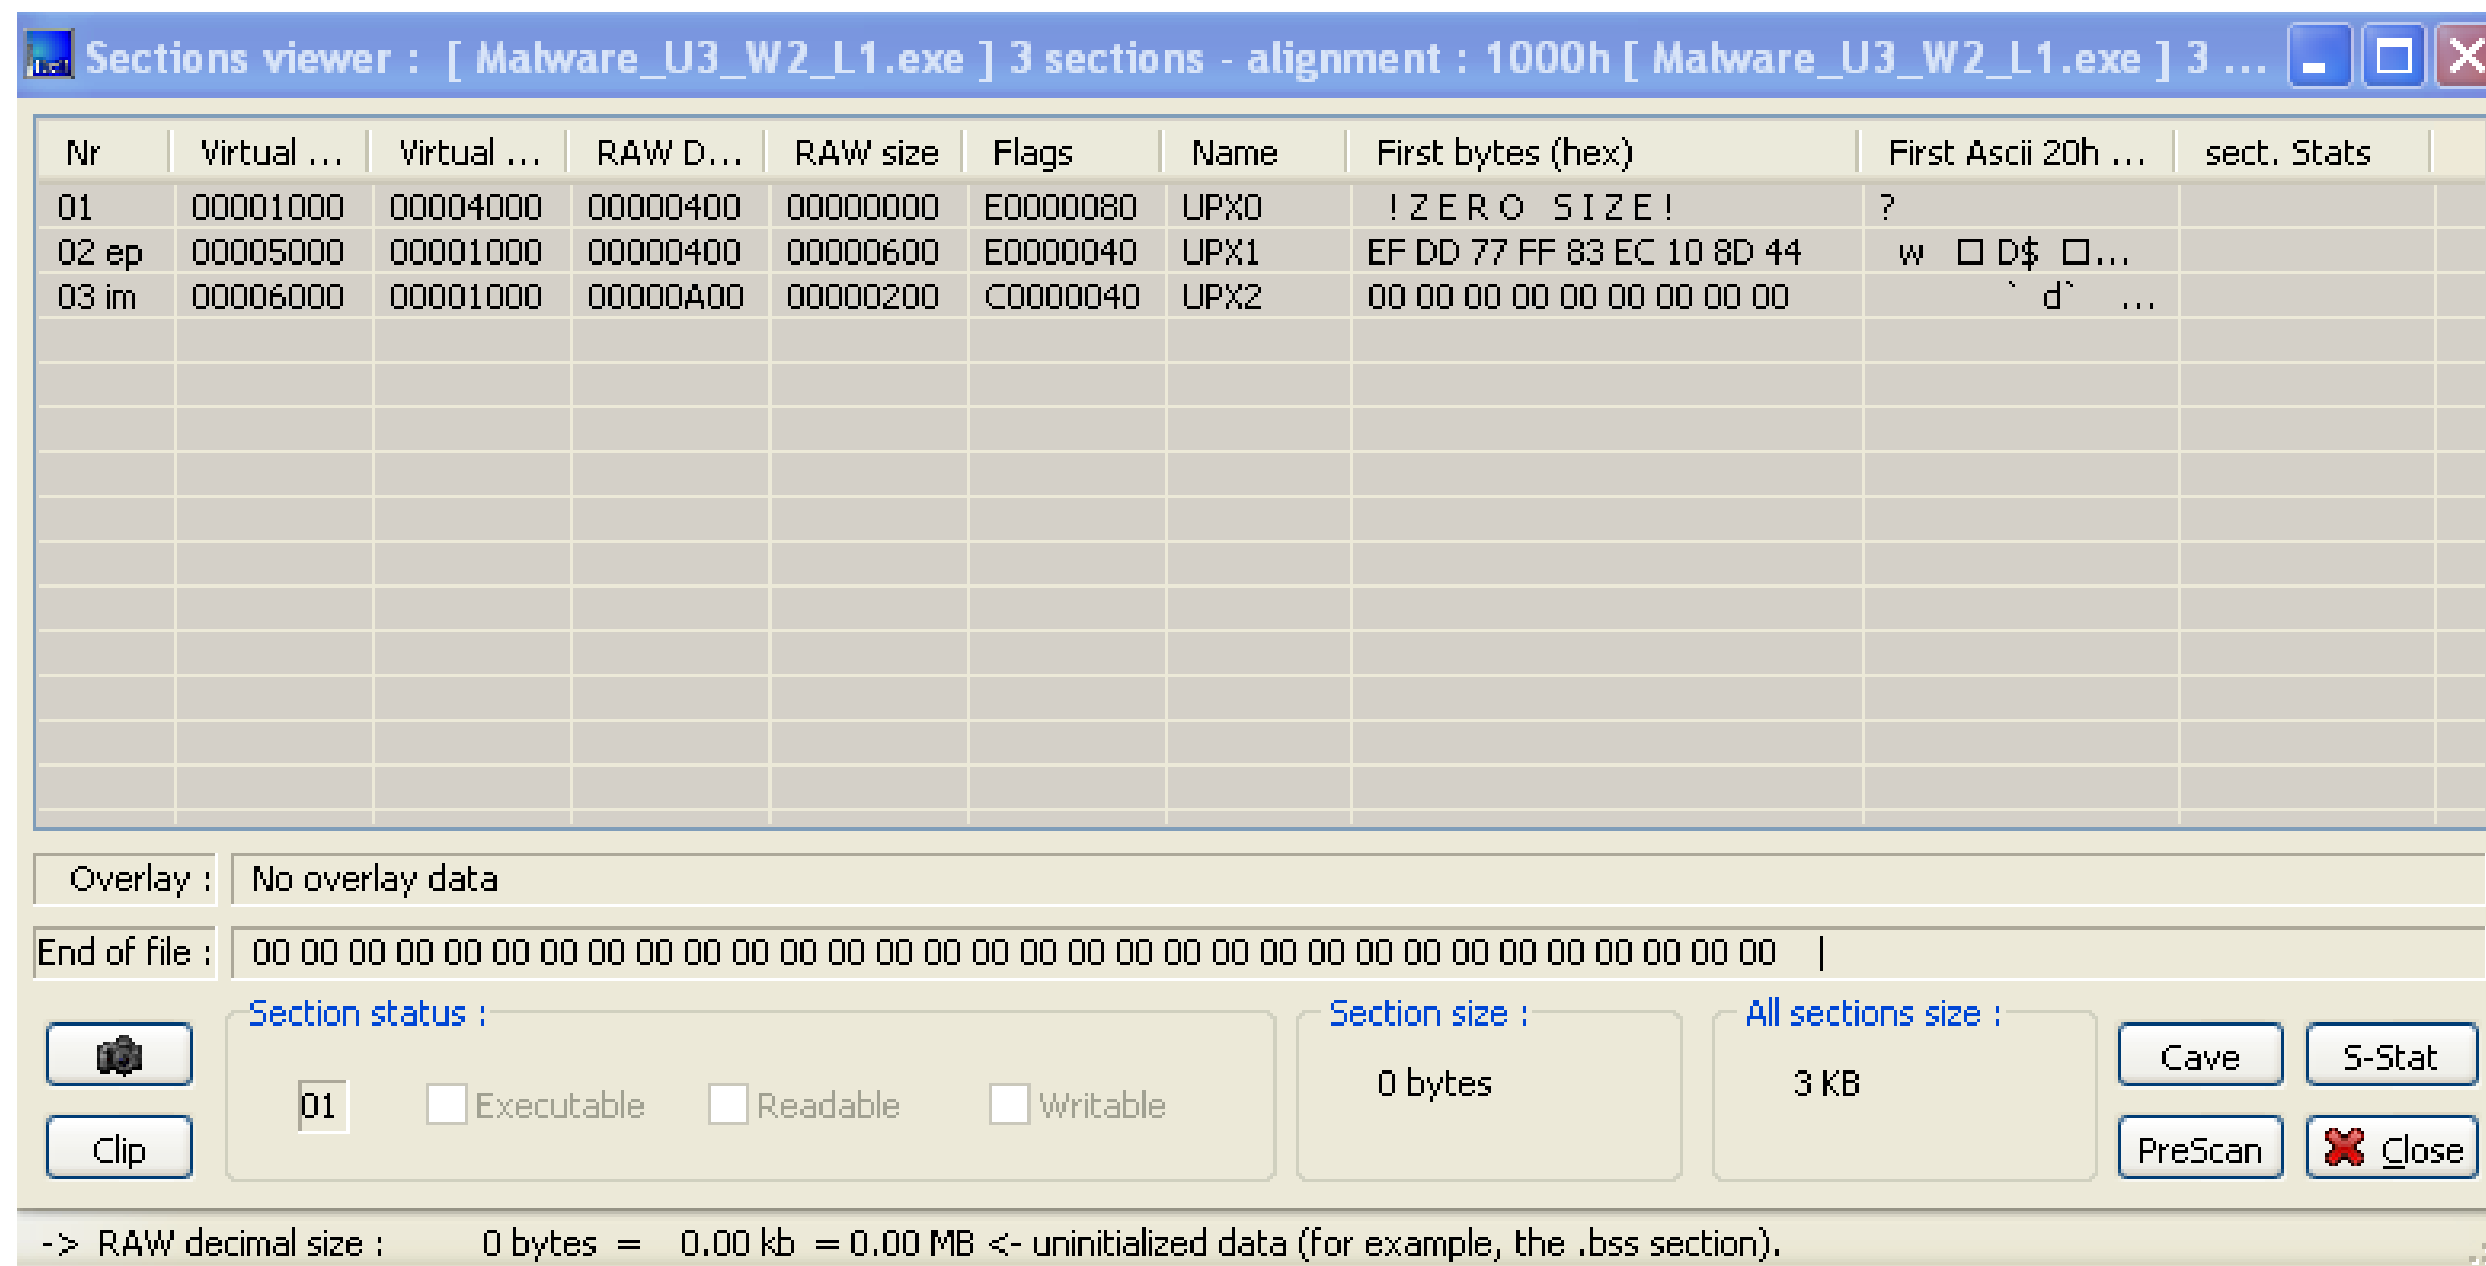 Sections viewer : [ Malware_U3_W2_L1.exe ] 3 sections - alignment : 1000h [ Malware_U3_W2_L1.exe ] 3 ...
Nr Virtual ... Virtual ... RAW D... RAW size Flags Name First bytes (hex) First Ascii 20h ... sect. Stats
01 00001000 00004000 00000400 00000000 E0000080 UPX0 ! Z E R O S I Z E ! ?
02 ep 00005000 00001000 00000400 00000600 E0000040 UPX1 EF DD 77 FF 83 EC 10 8D 44 w □ D$ □...
03 im 00006000 00001000 00000A00 00000200 C0000040 UPX2 00 00 00 00 00 00 00 00 00 ` d` ...
Overlay : No overlay data
End of file : 00 00 00 00 00 00 00 00 00 00 00 00 00 00 00 00 00 00 00 00 00 00 00 00 00 00 00 00 00 00 00 00
Section status : Section size : All sections size :
01 Executable Readable Writable 0 bytes 3 KB Cave S-Stat
Clip PreScan Close
-> RAW decimal size : 0 bytes = 0.00 kb = 0.00 MB <- uninitialized data (for example, the .bss section).